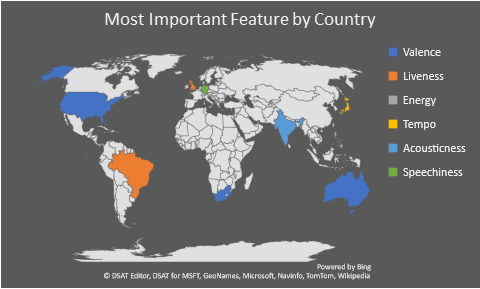 Most Important Feature by Country
Valence
Liveness
Energy
Tempo
Acousticness
Speechiness
Powered by Bing
© DSAT Editor, DSAT for MSFT, GeoNames, Microsoft, Navinfo, TomTom, Wikipedia